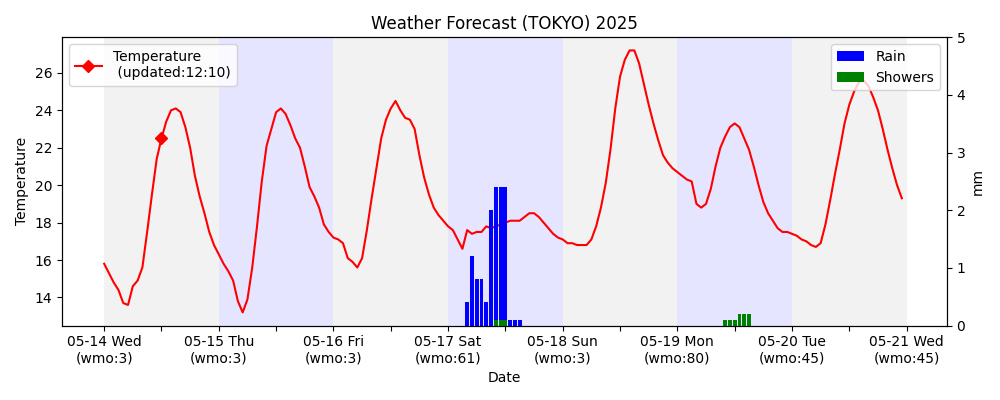 Weather Forecast (TOKYO) 2025
Temperature
(updated:12:10)
Rain
Showers
Temperature
26
24
22
20
18
16
14
5
4
3
2
1
0
mm
05-14 Wed
(wmo:3)
05-15 Thu
(wmo:3)
05-16 Fri
(wmo:3)
05-17 Sat
(wmo:61)
05-18 Sun
(wmo:3)
05-19 Mon
(wmo:80)
05-20 Tue
(wmo:45)
05-21 Wed
(wmo:45)
Date